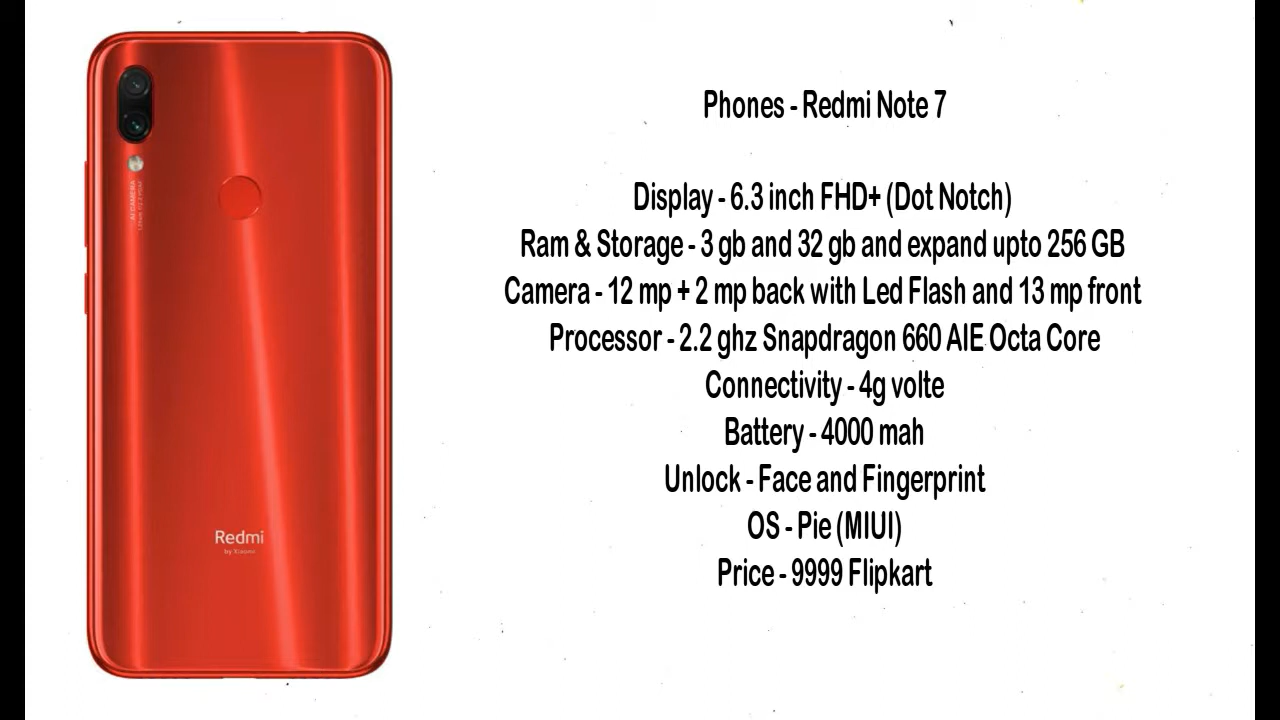 Phones - Redmi Note 7
Display - 6.3 inch FHD+ (Dot Notch)
Ram & Storage - 3 gb and 32 gb and expand upto 256 GB
Camera - 12 mp + 2 mp back with Led Flash and 13 mp front
Processor - 2.2 ghz Snapdragon 660 AIE Octa Core
Connectivity - 4g volte
Battery - 4000 mah
Unlock - Face and Fingerprint
OS - Pie (MIUI)
Price - 9999 Flipkart
Redmi
by Xiaomi